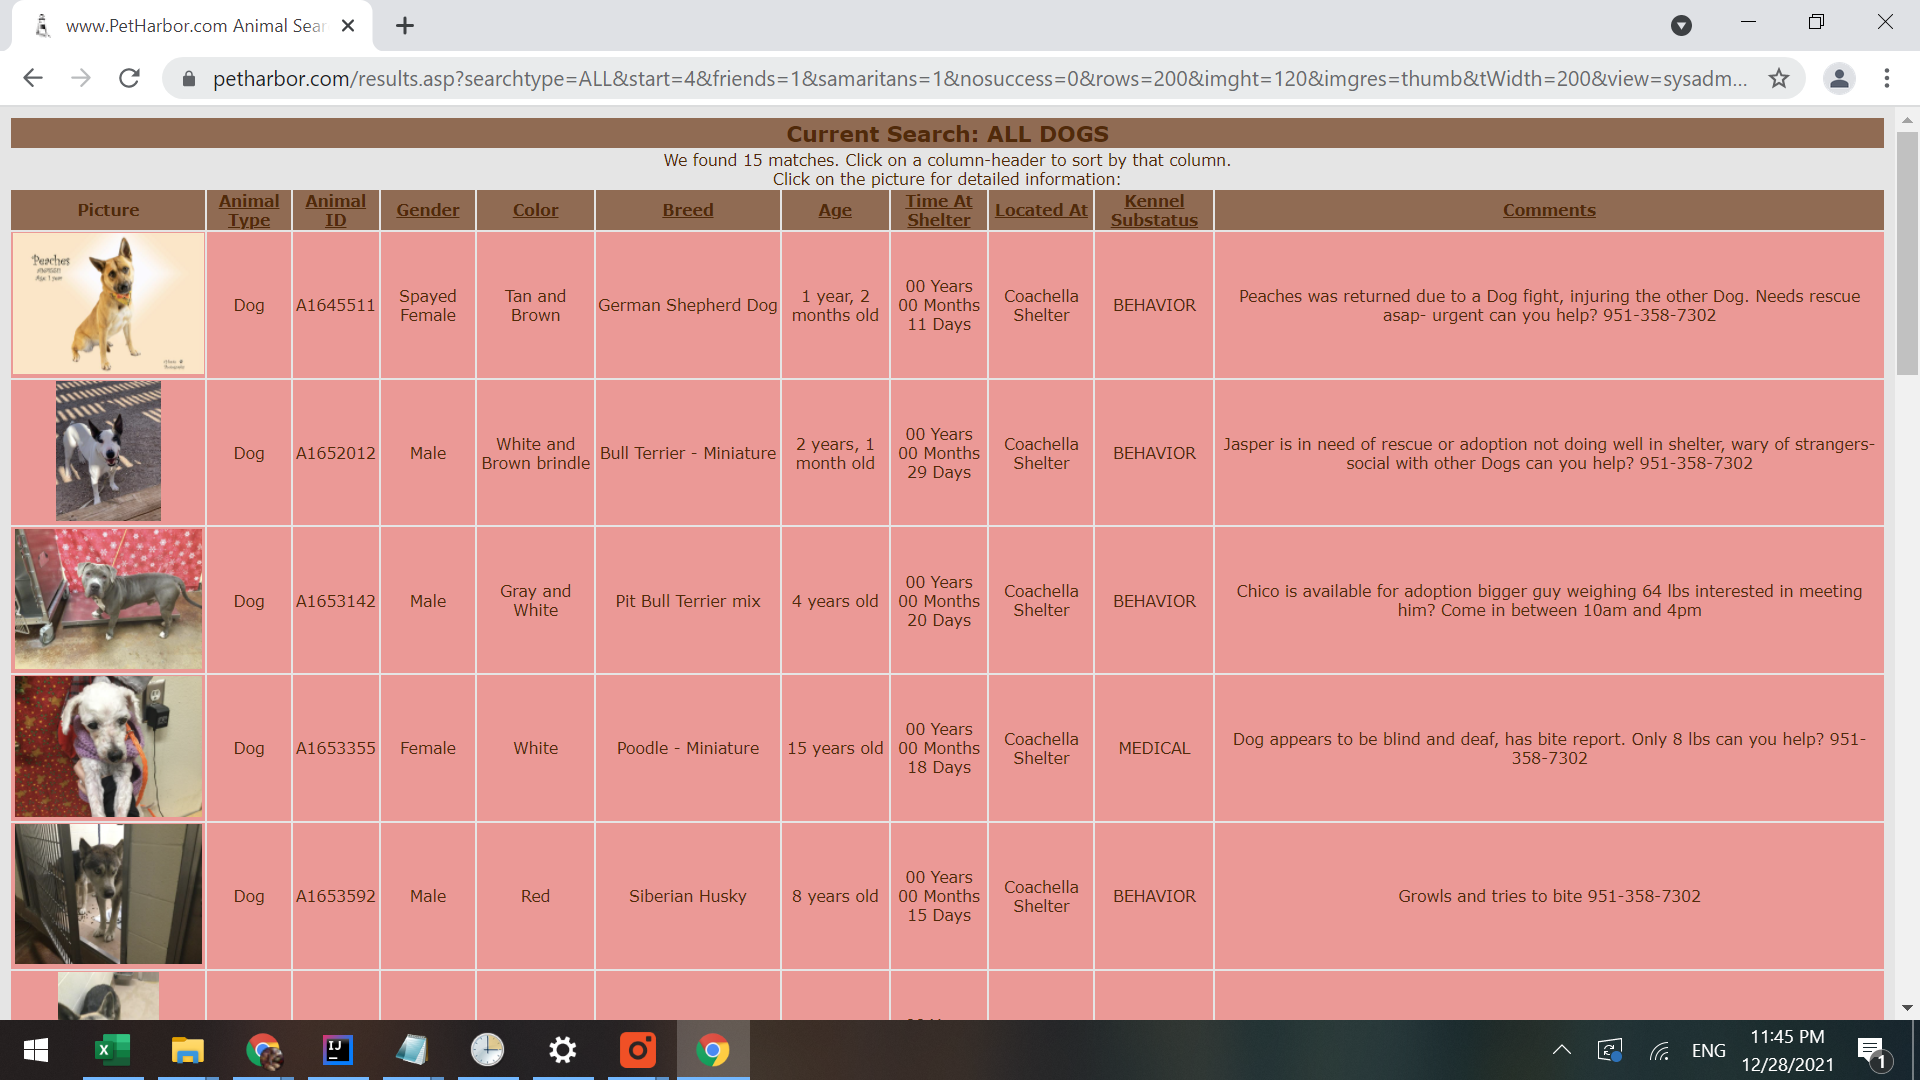 www.PetHarbor.com Animal Sear
petharbor.com/results.asp?searchtype=ALL&start=4&friends=1&samaritans=1&nosuccess=0&rows=200&imght=120&imgres=thumb&tWidth=200&view=sysadm...
Current Search: ALL DOGS
We found 15 matches. Click on a column-header to sort by that column.
Click on the picture for detailed information:
Picture
Animal
Type
Animal
ID
Gender
Color
Breed
Age
Time At
Shelter
Located At
Kennel
Substatus
Comments
Peaches
Dog
A1645511
Spayed
Female
Tan and
Brown
German Shepherd Dog
1 year, 2
months old
00 Years
00 Months
11 Days
Coachella
Shelter
BEHAVIOR
Peaches was returned due to a Dog fight, injuring the other Dog. Needs rescue
asap- urgent can you help? 951-358-7302
Dog
A1652012
Male
White and
Brown brindle
Bull Terrier - Miniature
2 years, 1
month old
00 Years
00 Months
29 Days
Coachella
Shelter
BEHAVIOR
Jasper is in need of rescue or adoption not doing well in shelter, wary of strangers-
social with other Dogs can you help? 951-358-7302
Dog
A1653142
Male
Gray and
White
Pit Bull Terrier mix
4 years old
00 Years
00 Months
20 Days
Coachella
Shelter
BEHAVIOR
Chico is available for adoption bigger guy weighing 64 lbs interested in meeting
him? Come in between 10am and 4pm
Dog
A1653355
Female
White
Poodle - Miniature
15 years old
00 Years
00 Months
18 Days
Coachella
Shelter
MEDICAL
Dog appears to be blind and deaf, has bite report. Only 8 lbs can you help? 951-
358-7302
Dog
A1653592
Male
Red
Siberian Husky
8 years old
00 Years
00 Months
15 Days
Coachella
Shelter
BEHAVIOR
Growls and tries to bite 951-358-7302
ENG
11:45 PM
12/28/2021
1